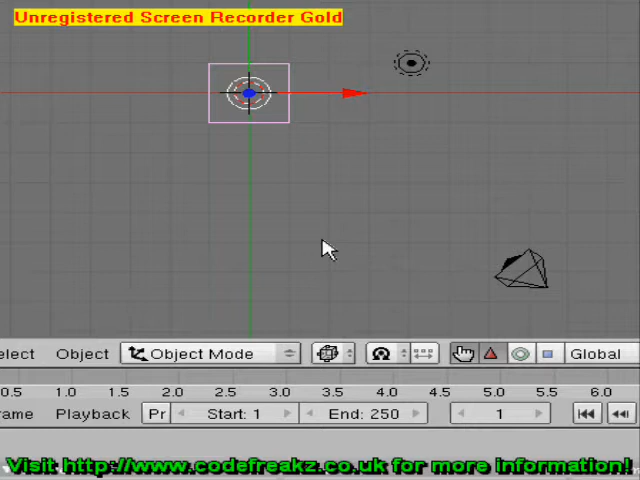 Unregistered Screen Recorder Gold
elect Object Object Mode Global
0.5 1.0 1.5 2.0 2.5 3.0 3.5 4.0 4.5 5.0 5.5 6.0
rame Playback Pr Start: 1 End: 250 1
Visit http://www.codefreakz.co.uk for more information!